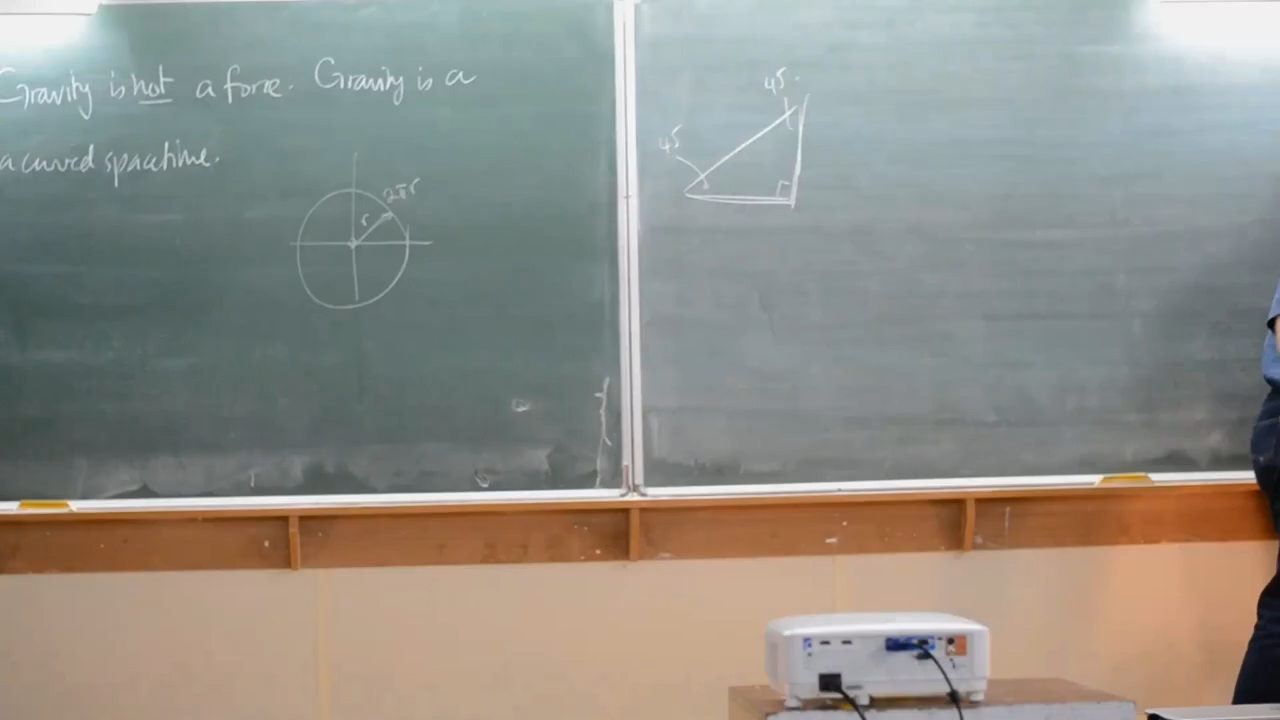 Gravity is not a force. Gravity is a
a curved spacetime.
2πr
r
45
45